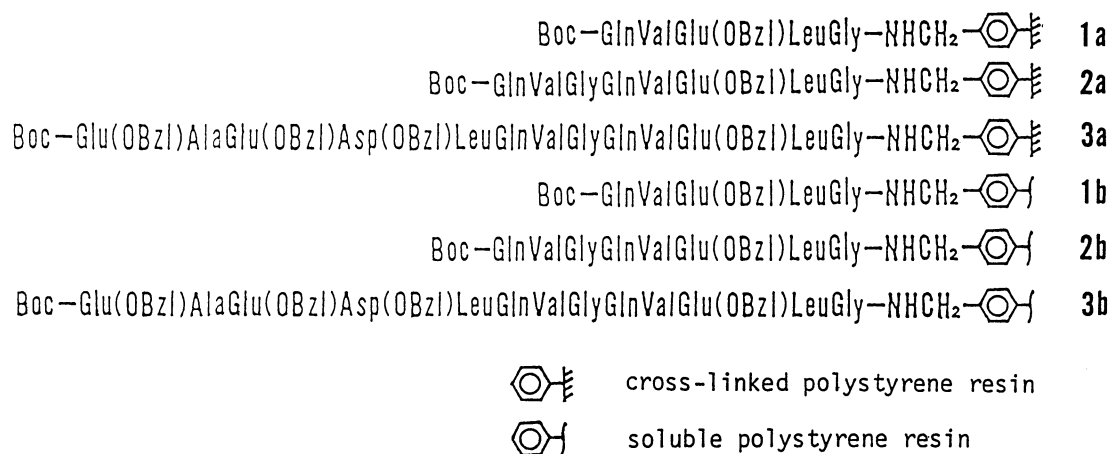 Boc—GlnValGlu(OBzl)LeuGly—NHCH₂— 1a
Boc—GlnValGlyGlnValGlu(OBzl)LeuGly—NHCH₂— 2a
Boc—Glu(OBzl)AlaGlu(OBzl)Asp(OBzl)LeuGlnValGlyGlnValGlu(OBzl)LeuGly—NHCH₂— 3a
Boc—GlnValGlu(OBzl)LeuGly—NHCH₂— 1b
Boc—GlnValGlyGlnValGlu(OBzl)LeuGly—NHCH₂— 2b
Boc—Glu(OBzl)AlaGlu(OBzl)Asp(OBzl)LeuGlnValGlyGlnValGlu(OBzl)LeuGly—NHCH₂— 3b
cross-linked polystyrene resin
soluble polystyrene resin